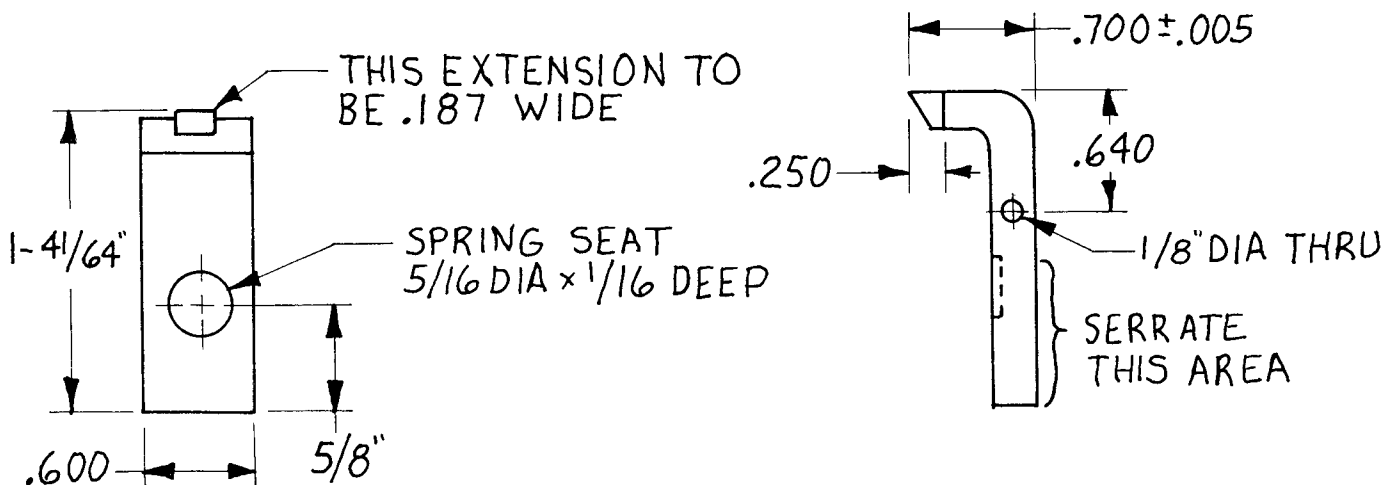 THIS EXTENSION TO
BE .187 WIDE
1-41/64"
SPRING SEAT
5/16 DIA x 1/16 DEEP
.600
5/8"
.700±.005
.250
.640
1/8" DIA THRU
SERRATE
THIS AREA